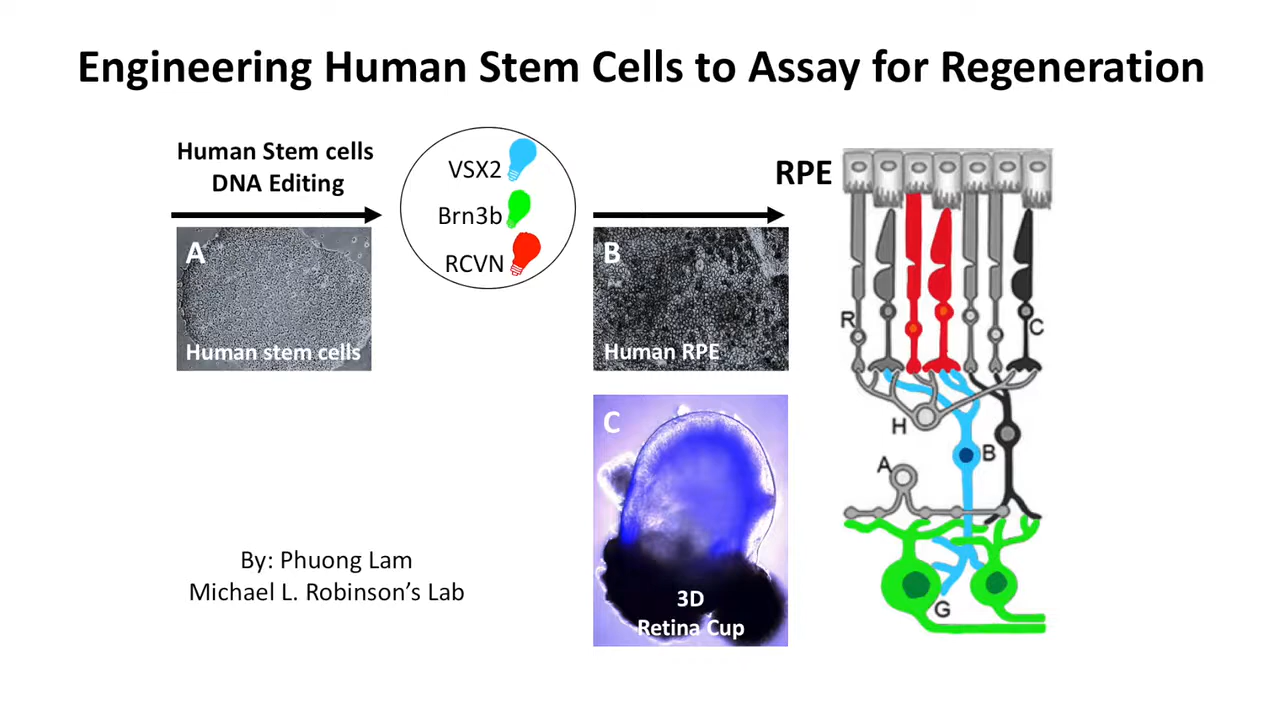 Engineering Human Stem Cells to Assay for Regeneration
Human Stem cells
DNA Editing
VSX2
Brn3b
RCVN
A
Human stem cells
B
Human RPE
C
3D
Retina Cup
RPE
R
C
H
B
A
G
By: Phuong Lam
Michael L. Robinson’s Lab